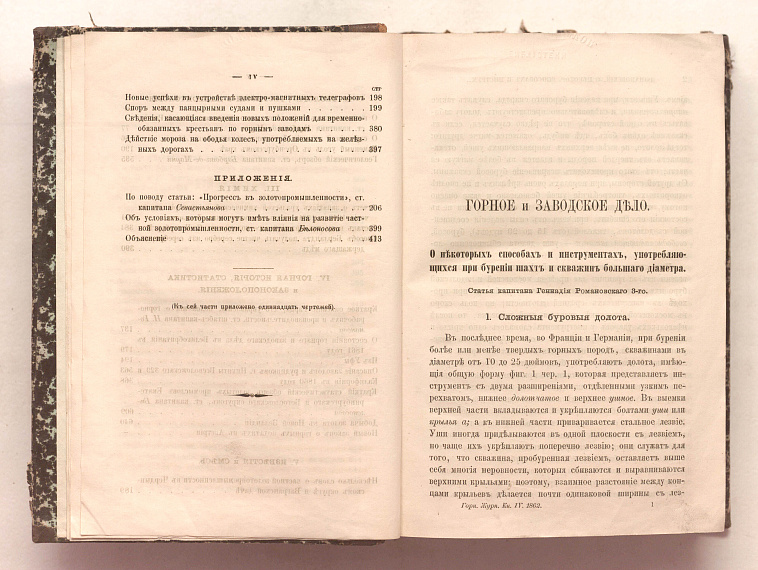 — IV —
стр
Новые успѣхи въ устройствѣ электро-магнитныхъ телеграфовъ 198
Споръ между панцырными судами и пушками . . . . . . 199
Свѣдѣнія, касающіяся введенія новыхъ положеній для временно-
обязанныхъ крестьянъ по горнымъ заводамъ . . . . . . 380
Дѣйствіе мороза на ободья колесъ, употребляемыхъ на желѣз-
ныхъ дорогахъ . . . . . . 397
ПРИЛОЖЕНІЯ.
По поводу статьи: «Прогрессъ въ золотопромышленности», ст.
капитана . . . . . . 206
Объ условіяхъ, которыя могутъ имѣть вліянія на развитіе част-
ной золотопромышленности, ст. капитана Бѣлоносова . . 399
Объясненіе . . . . . . 413
(Къ сей части приложено одиннадцать чертежей).
ГОРНОЕ и ЗАВОДСКОЕ ДѢЛО.
О нѣкоторыхъ способахъ и инструментахъ, употребляю-
щихся при буреніи шахтъ и скважинъ большаго діаметра.
Статья капитана Геннадія Романовскаго 3-го.
1. Сложныя буровыя долота.
Въ послѣднее время, во Франціи и Германіи, при буреніи
болѣе или менѣе твердыхъ горныхъ породъ, скважинами въ
діаметрѣ отъ 10 до 25 дюймовъ, употребляютъ долота, имѣю-
щія общую форму фиг. 1 чер. 1, которая представляетъ ин-
струментъ съ двумя расширеніями, отдѣленными узкимъ пе-
рехватомъ, нижнее долотчатое и верхнее ушное. Въ выемки
верхней части вкладываются и укрѣпляются болтами уши или
крылья а; а къ нижней части приваривается стальное лезвіе.
Уши иногда придѣлываются въ одной плоскости съ лезвіемъ,
но чаще ихъ укрѣпляютъ поперечно лезвію; они служатъ для
того, что скважина, пробуренная лезвіемъ, оставляетъ выше
себя многія неровности, которыя сбиваются и выравниваются
верхними крыльями; поэтому, взаимное разстояніе между кон-
цами крыльевъ дѣлается почти одинаковой ширины съ лез-
Горн. Журн. Кн. IV. 1862. 1